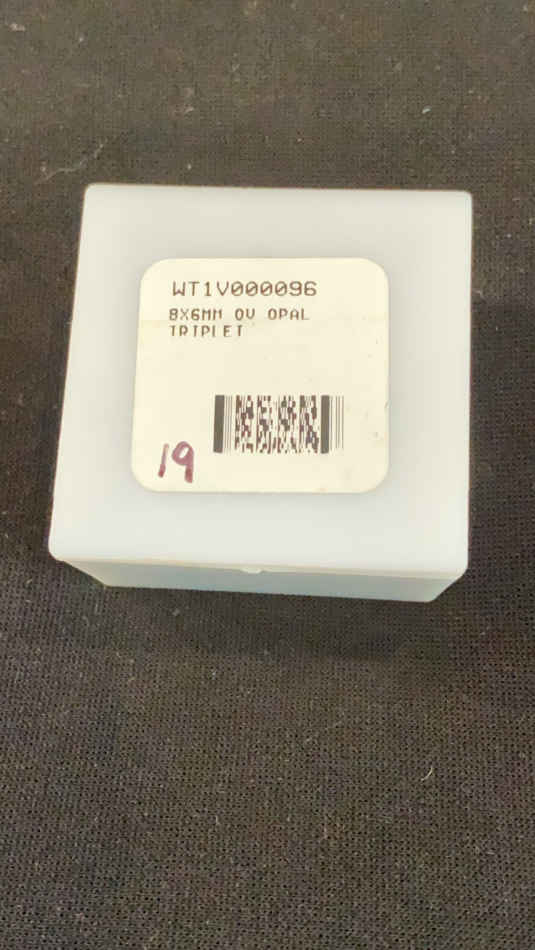 WT1V000096
8X6MM OV OPAL
TRIPLET
19